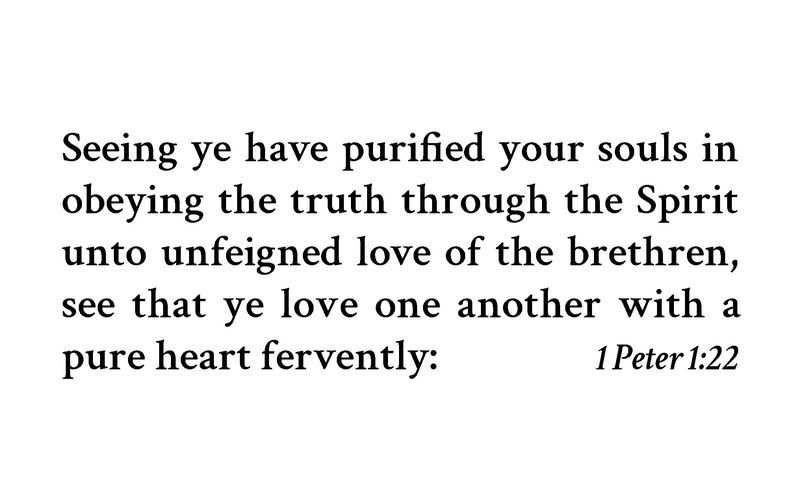 Seeing ye have purified your souls in
obeying the truth through the Spirit
unto unfeigned love of the brethren,
see that ye love one another with a
pure heart fervently: 1 Peter 1:22